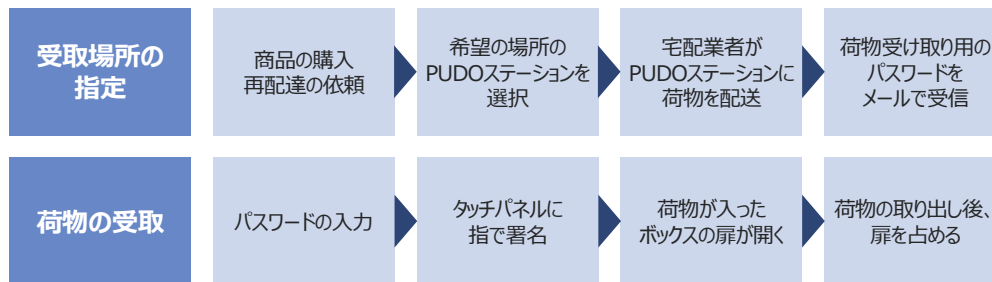 受取場所の
指定
商品の購入
再配達の依頼
希望の場所の
PUDOステーションを
選択
宅配業者が
PUDOステーションに
荷物を配送
荷物受け取り用の
パスワードを
メールで受信
荷物の受取
パスワードの入力
タッチパネルに
指で署名
荷物が入った
ボックスの扉が開く
荷物の取り出し後、
扉を占める